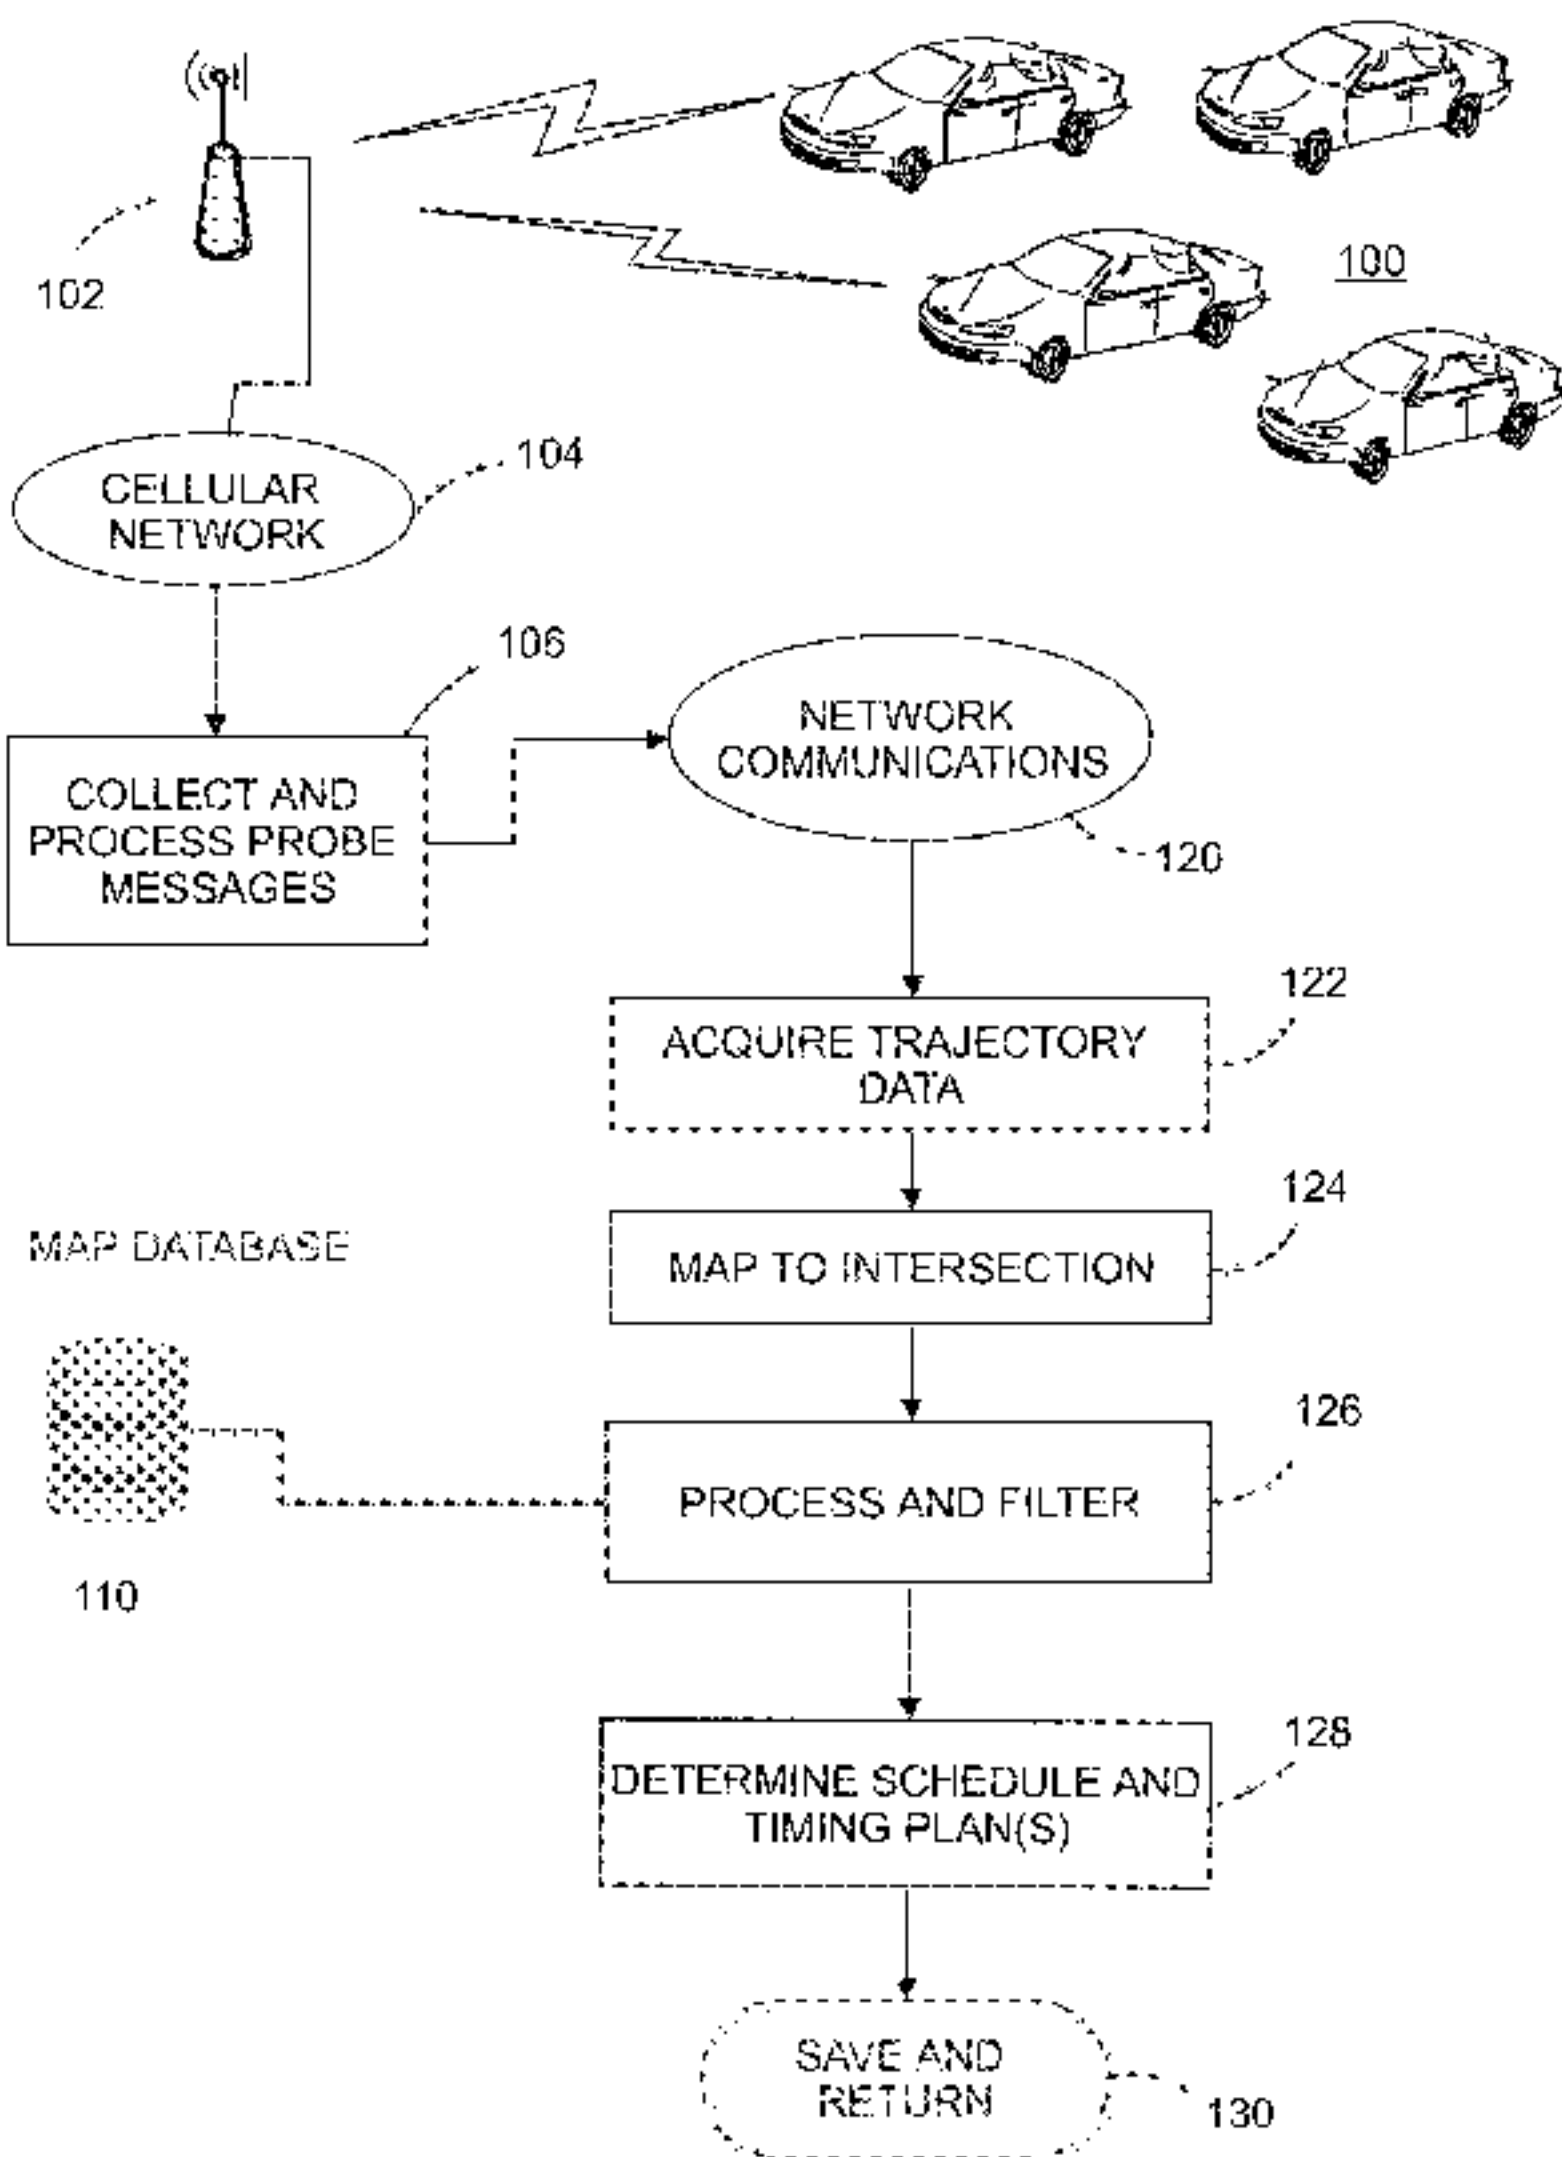 102
100
CELLULAR
NETWORK
104
106
COLLECT AND
PROCESS PROBE
MESSAGES
NETWORK
COMMUNICATIONS
120
ACQUIRE TRAJECTORY
DATA
122
MAP TO INTERSECTION
124
MAP DATABASE
110
PROCESS AND FILTER
126
DETERMINE SCHEDULE AND
TIMING PLAN(S)
128
SAVE AND
RETURN
130